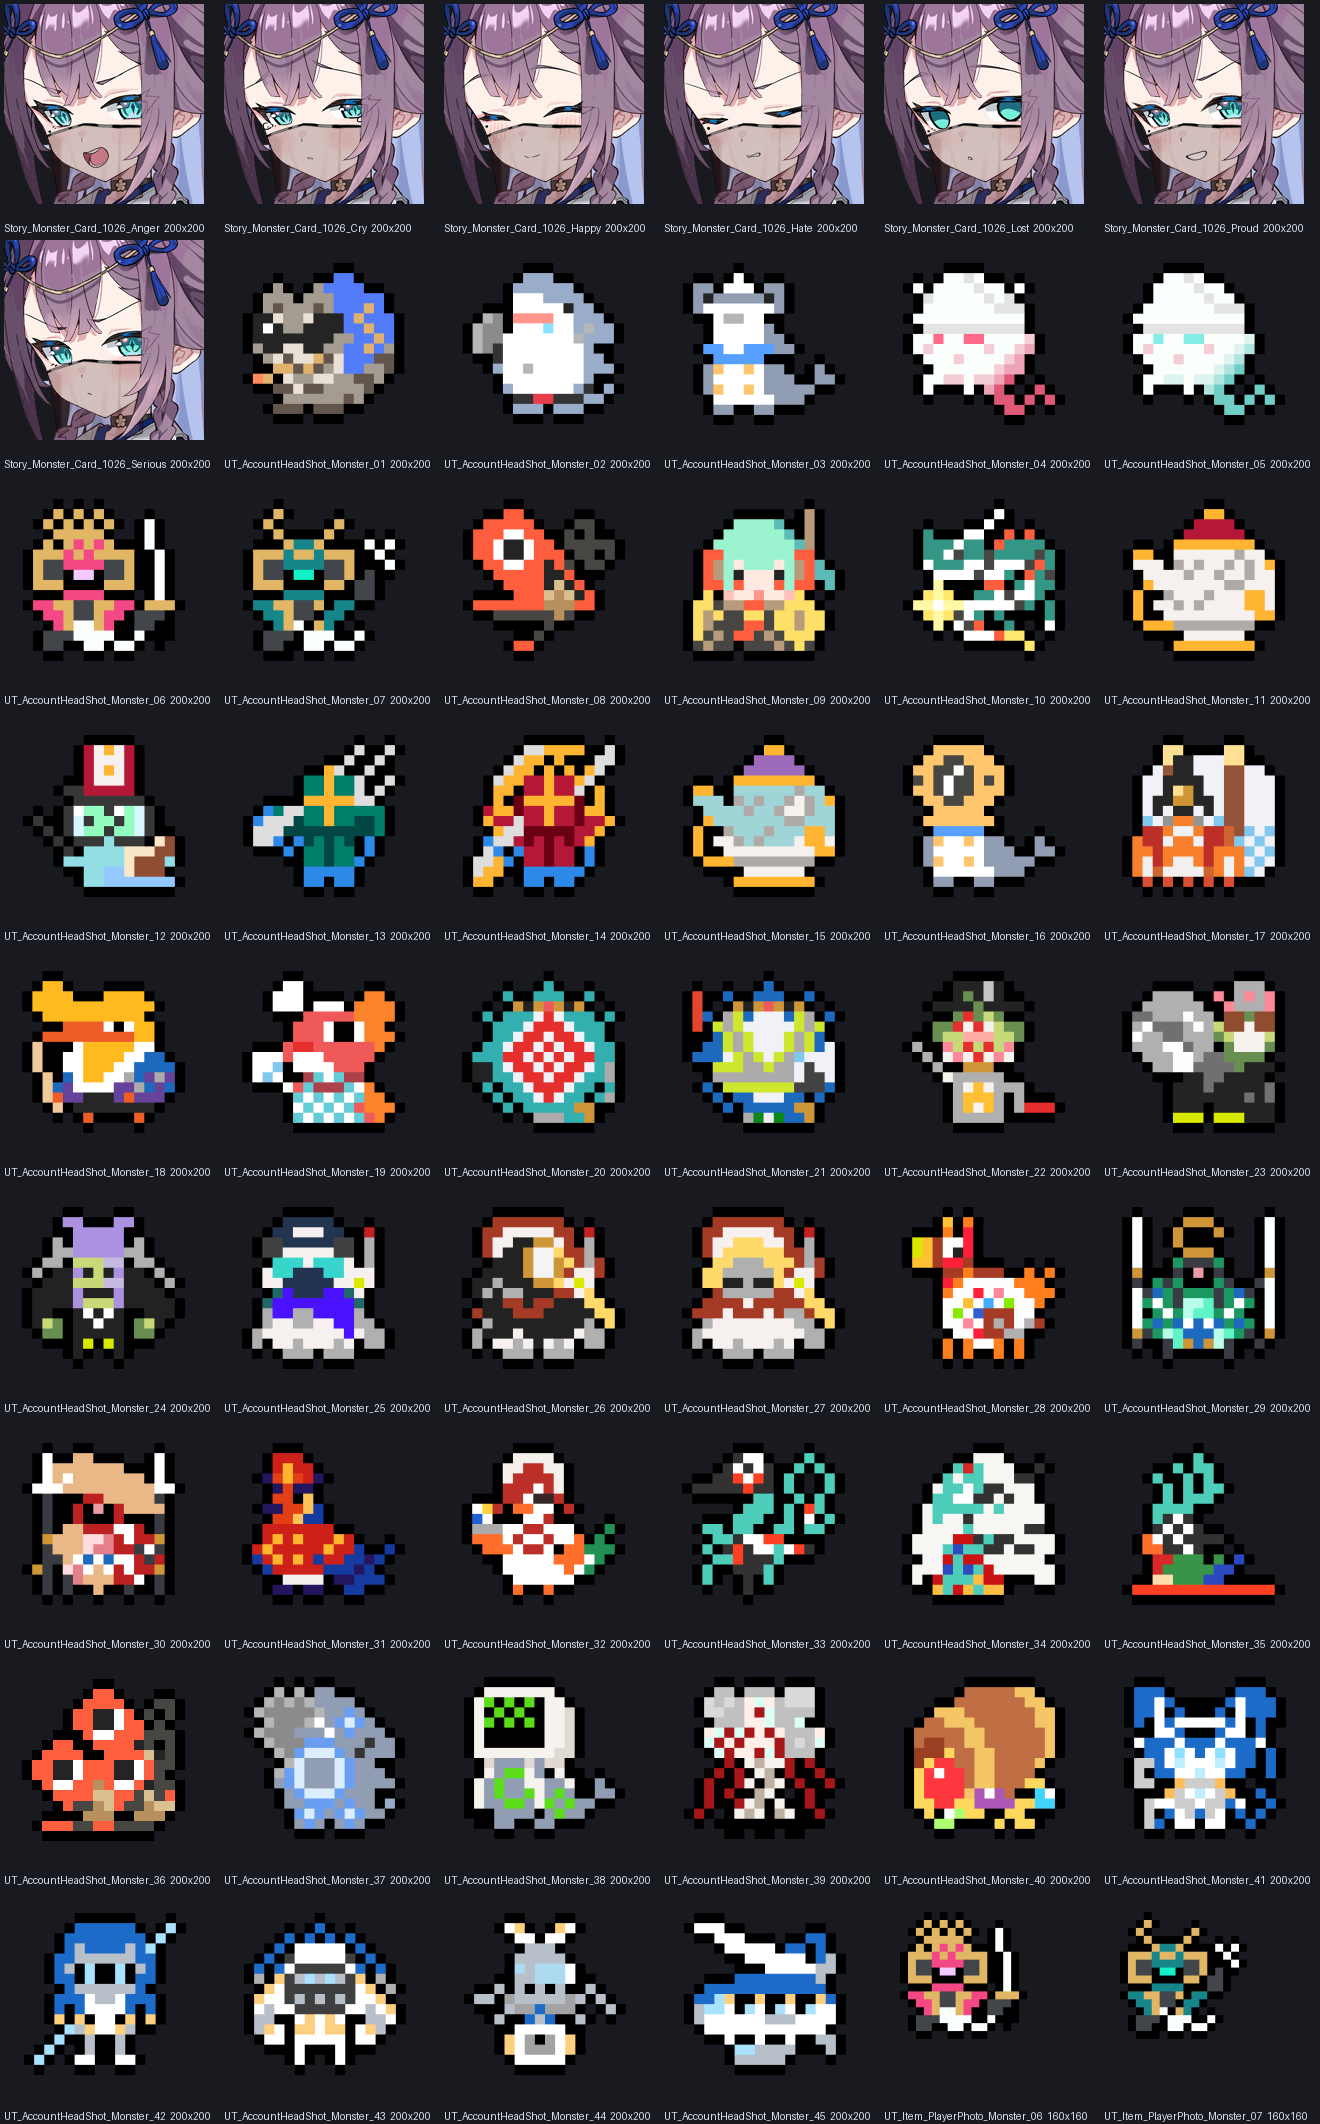 Story_Monster_Card_1026_Anger 200x200
Story_Monster_Card_1026_Cry 200x200
Story_Monster_Card_1026_Happy 200x200
Story_Monster_Card_1026_Hate 200x200
Story_Monster_Card_1026_Lost 200x200
Story_Monster_Card_1026_Proud 200x200
Story_Monster_Card_1026_Serious 200x200
UT_AccountHeadShot_Monster_01 200x200
UT_AccountHeadShot_Monster_02 200x200
UT_AccountHeadShot_Monster_03 200x200
UT_AccountHeadShot_Monster_04 200x200
UT_AccountHeadShot_Monster_05 200x200
UT_AccountHeadShot_Monster_06 200x200
UT_AccountHeadShot_Monster_07 200x200
UT_AccountHeadShot_Monster_08 200x200
UT_AccountHeadShot_Monster_09 200x200
UT_AccountHeadShot_Monster_10 200x200
UT_AccountHeadShot_Monster_11 200x200
UT_AccountHeadShot_Monster_12 200x200
UT_AccountHeadShot_Monster_13 200x200
UT_AccountHeadShot_Monster_14 200x200
UT_AccountHeadShot_Monster_15 200x200
UT_AccountHeadShot_Monster_16 200x200
UT_AccountHeadShot_Monster_17 200x200
UT_AccountHeadShot_Monster_18 200x200
UT_AccountHeadShot_Monster_19 200x200
UT_AccountHeadShot_Monster_20 200x200
UT_AccountHeadShot_Monster_21 200x200
UT_AccountHeadShot_Monster_22 200x200
UT_AccountHeadShot_Monster_23 200x200
UT_AccountHeadShot_Monster_24 200x200
UT_AccountHeadShot_Monster_25 200x200
UT_AccountHeadShot_Monster_26 200x200
UT_AccountHeadShot_Monster_27 200x200
UT_AccountHeadShot_Monster_28 200x200
UT_AccountHeadShot_Monster_29 200x200
UT_AccountHeadShot_Monster_30 200x200
UT_AccountHeadShot_Monster_31 200x200
UT_AccountHeadShot_Monster_32 200x200
UT_AccountHeadShot_Monster_33 200x200
UT_AccountHeadShot_Monster_34 200x200
UT_AccountHeadShot_Monster_35 200x200
UT_AccountHeadShot_Monster_36 200x200
UT_AccountHeadShot_Monster_37 200x200
UT_AccountHeadShot_Monster_38 200x200
UT_AccountHeadShot_Monster_39 200x200
UT_AccountHeadShot_Monster_40 200x200
UT_AccountHeadShot_Monster_41 200x200
UT_AccountHeadShot_Monster_42 200x200
UT_AccountHeadShot_Monster_43 200x200
UT_AccountHeadShot_Monster_44 200x200
UT_AccountHeadShot_Monster_45 200x200
UT_Item_PlayerPhoto_Monster_06 160x160
UT_Item_PlayerPhoto_Monster_07 160x160